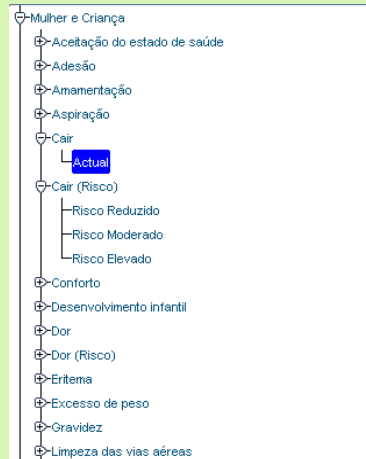 Mulher e Criança
Aceitação do estado de saúde
Adesão
Amamentação
Aspiração
Cair
Actual
Cair (Risco)
Risco Reduzido
Risco Moderado
Risco Elevado
Conforto
Desenvolvimento infantil
Dor
Dor (Risco)
Eritema
Excesso de peso
Gravidez
Limpeza das vias aéreas